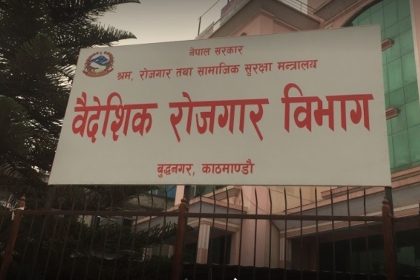 नेपाल सरकार
श्रम, रोजगार तथा सामाजिक सुरक्षा मन्त्रालय
वैदेशिक रोजगार विभाग
बुद्धनगर, काठमाण्डौ